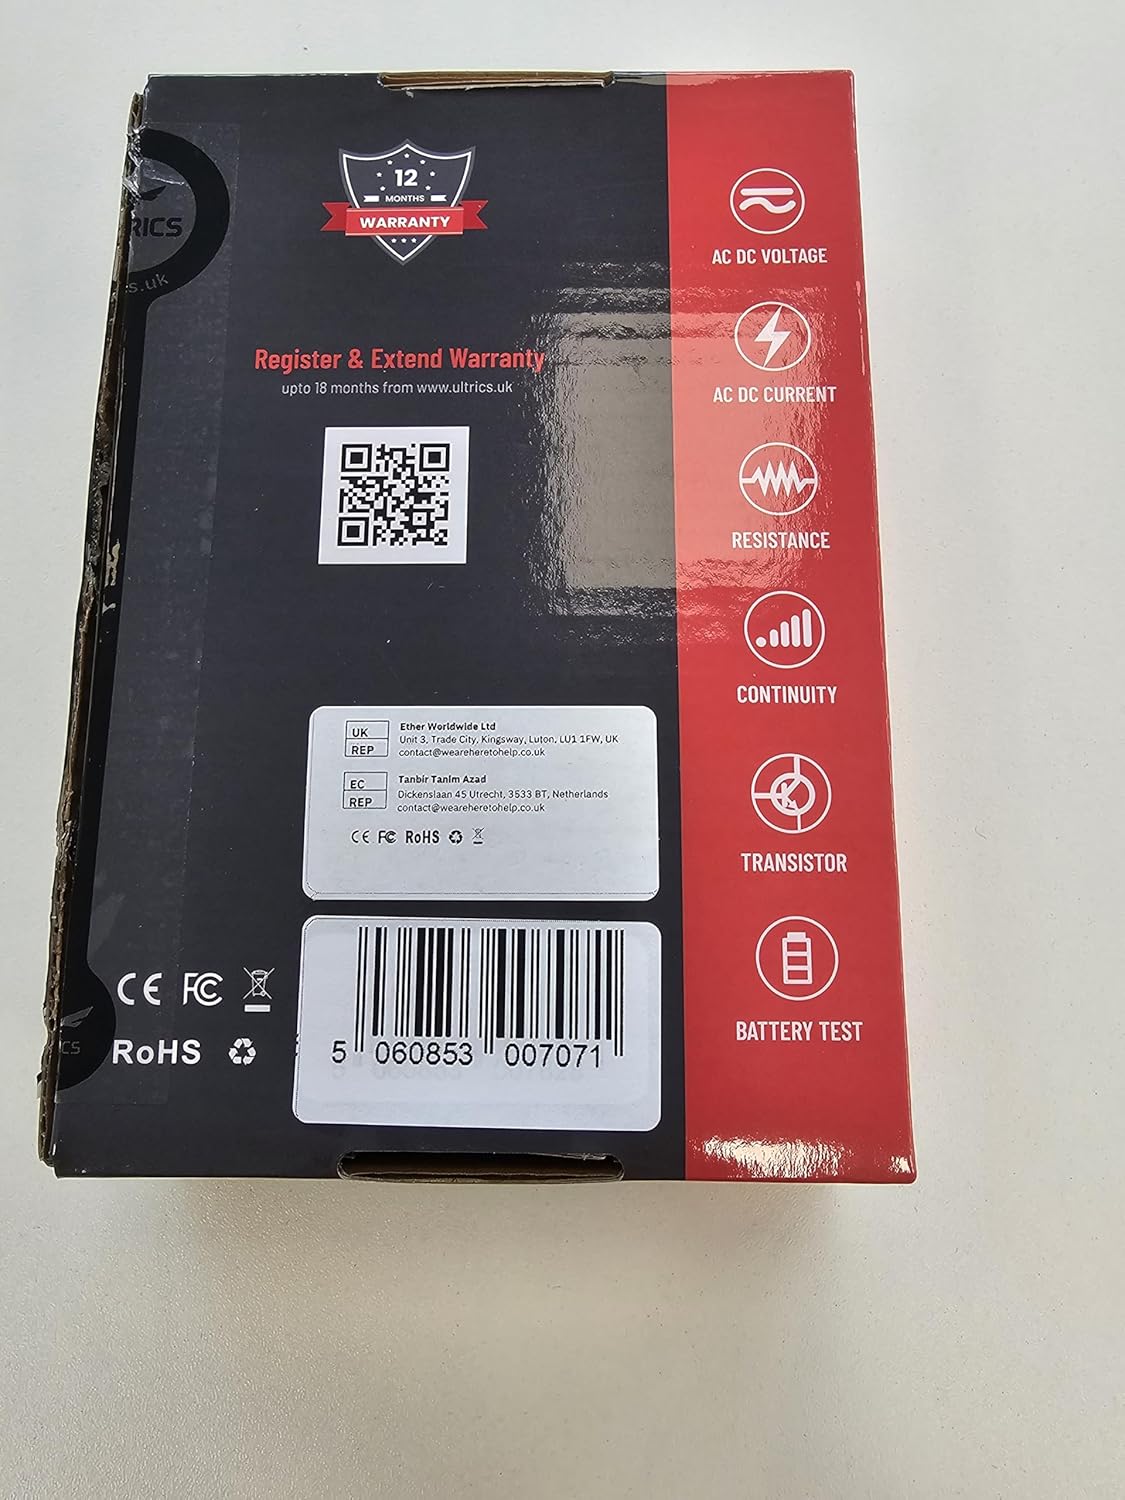 12
MONTHS
WARRANTY
RICS
s.uk
Register & Extend Warranty
upto 18 months from www.ultrics.uk
UK
REP
Ether Worldwide Ltd
Unit 3, Trade City, Kingsway, Luton, LU1 1FW, UK
contact@weareheretohelp.co.uk
EC
REP
Tanbir Tanim Azad
Dickenslaan 45 Utrecht, 3533 BT, Netherlands
contact@weareheretohelp.co.uk
CE FC RoHS
CE FC
RoHS
CS
5 060853 007071
AC DC VOLTAGE
AC DC CURRENT
RESISTANCE
CONTINUITY
TRANSISTOR
BATTERY TEST